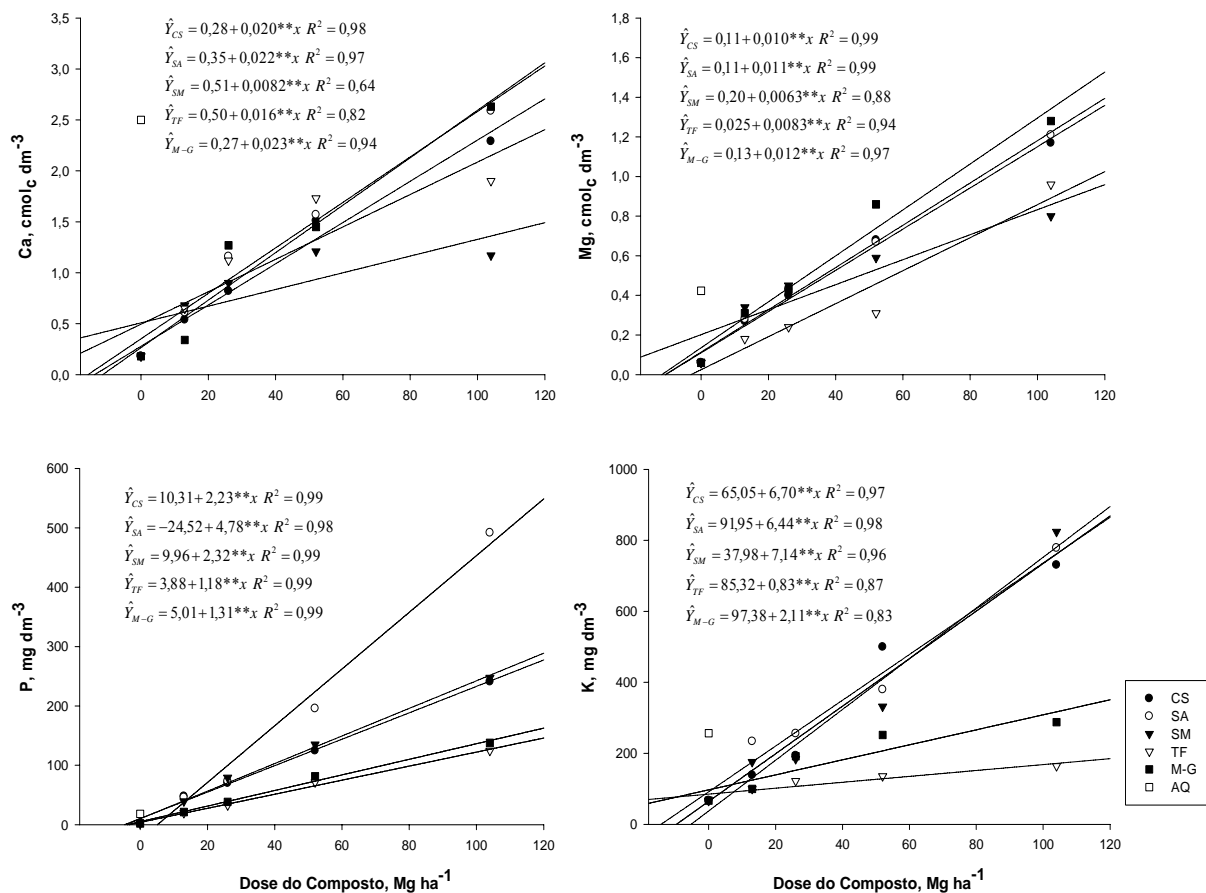 3,5
3,0
2,5
2,0
1,5
1,0
0,5
0,0
Ca, cmol_c dm^-3
Ŷ_CS = 0,28 + 0,020**x R² = 0,98
Ŷ_SA = 0,35 + 0,022**x R² = 0,97
Ŷ_SM = 0,51 + 0,0082**x R² = 0,64
Ŷ_TF = 0,50 + 0,016**x R² = 0,82
Ŷ_M-G = 0,27 + 0,023**x R² = 0,94
0 20 40 60 80 100 120
1,8
1,6
1,4
1,2
1,0
0,8
0,6
0,4
0,2
0,0
Mg, cmol_c dm^-3
Ŷ_CS = 0,11 + 0,010**x R² = 0,99
Ŷ_SA = 0,11 + 0,011**x R² = 0,99
Ŷ_SM = 0,20 + 0,0063**x R² = 0,88
Ŷ_TF = 0,025 + 0,0083**x R² = 0,94
Ŷ_M-G = 0,13 + 0,012**x R² = 0,97
0 20 40 60 80 100 120
600
500
400
300
200
100
0
P, mg dm^-3
Ŷ_CS = 10,31 + 2,23**x R² = 0,99
Ŷ_SA = −24,52 + 4,78**x R² = 0,98
Ŷ_SM = 9,96 + 2,32**x R² = 0,99
Ŷ_TF = 3,88 + 1,18**x R² = 0,99
Ŷ_M-G = 5,01 + 1,31**x R² = 0,99
0 20 40 60 80 100 120
Dose do Composto, Mg ha^-1
1000
800
600
400
200
0
K, mg dm^-3
Ŷ_CS = 65,05 + 6,70**x R² = 0,97
Ŷ_SA = 91,95 + 6,44**x R² = 0,98
Ŷ_SM = 37,98 + 7,14**x R² = 0,96
Ŷ_TF = 85,32 + 0,83**x R² = 0,87
Ŷ_M-G = 97,38 + 2,11**x R² = 0,83
0 20 40 60 80 100 120
Dose do Composto, Mg ha^-1
CS
SA
SM
TF
M-G
AQ